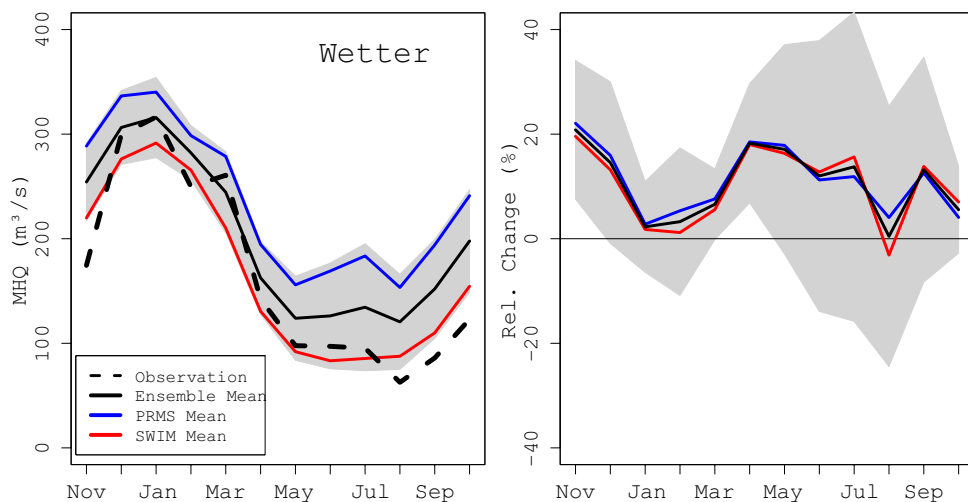 Wetter
MHQ (m³/s)
400
300
200
100
0
Observation
Ensemble Mean
PRMS Mean
SWIM Mean
Nov Jan Mar May Jul Sep
Rel. Change (%)
40
20
0
-20
-40
Nov Jan Mar May Jul Sep